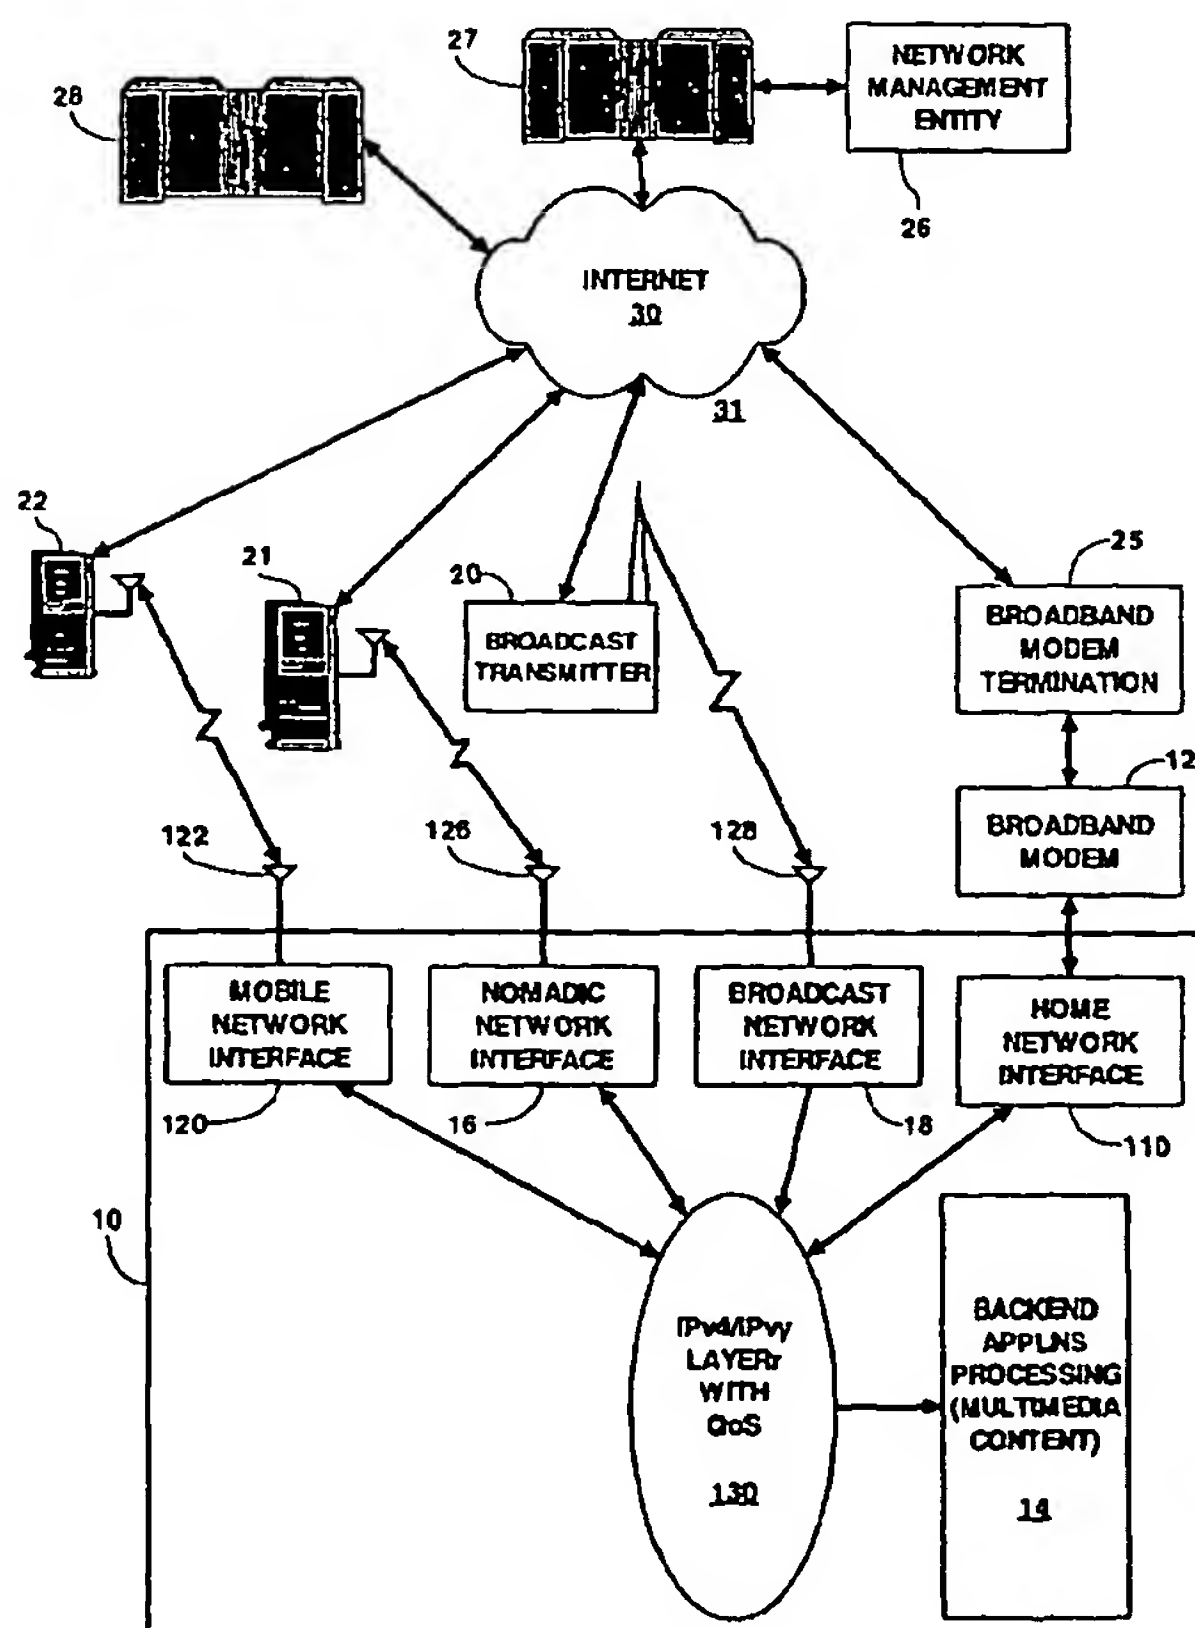 27
28
NETWORK
MANAGEMENT
ENTITY
26
INTERNET
30
31
22
21
20
BROADCAST
TRANSMITTER
25
BROADBAND
MODEM
TERMINATION
12
BROADBAND
MODEM
122
126
128
MOBILE
NETWORK
INTERFACE
120
NOMADIC
NETWORK
INTERFACE
16
BROADCAST
NETWORK
INTERFACE
18
HOME
NETWORK
INTERFACE
110
10
LAYERr
WITH
QoS
130
BACKEND
APPLNS
PROCESSING
(MULTIMEDIA
CONTENT)
14